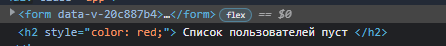 <form data-v-20c887b4>…</form> flex == $0
<h2 style="color: red;"> Список пользователей пуст </h2>